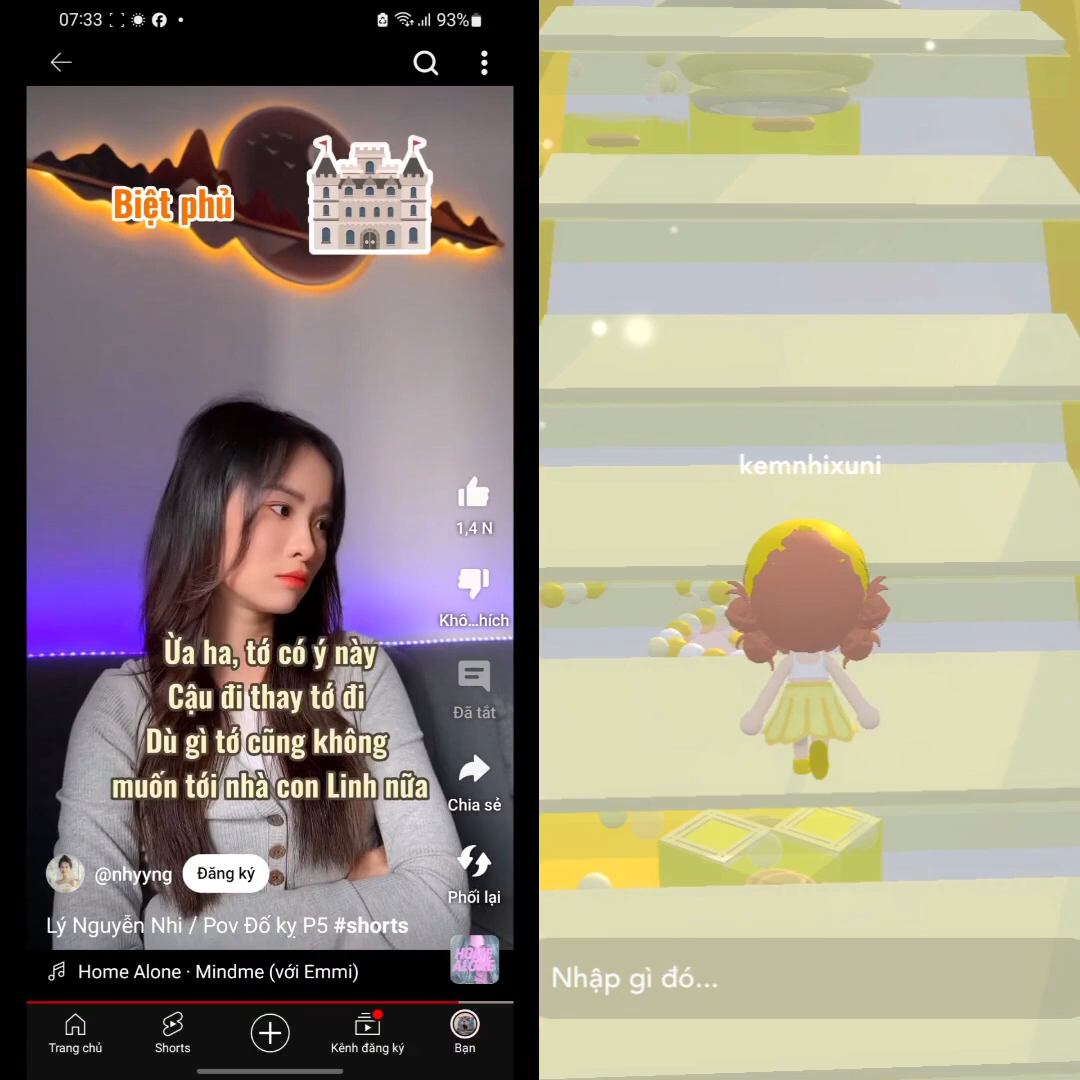 07:33
93%
Biệt phủ
1,4 N
Khô...hích
Ừa ha, tớ có ý này
Cậu đi thay tớ đi
Dù gì tớ cũng không
muốn tới nhà con Linh nữa
Đã tắt
Chia sẻ
@nhyyng
Đăng ký
Phối lại
Lý Nguyễn Nhi / Pov Đố kỵ P5 #shorts
HOME ALONE
Home Alone · Mindme (với Emmi)
Trang chủ
Shorts
Kênh đăng ký
Bạn
kemnhixuni
Nhập gì đó...